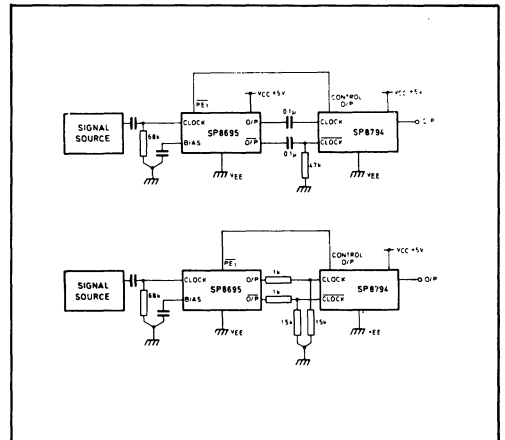 VCC +5V
PE1
CONTROL O/P
VCC +5V
SIGNAL SOURCE
68k
CLOCK
BIAS
SP8695
O/P
O/P
0.1µ
0.1µ
CLOCK
CLOCK
SP8794
47k
VEE
VEE
PE1
CONTROL O/P
VCC +5V
SIGNAL SOURCE
68k
CLOCK
BIAS
SP8695
O/P
O/P
1k
1k
CLOCK
CLOCK
SP8794
O/P
15k
15k
VEE
VEE